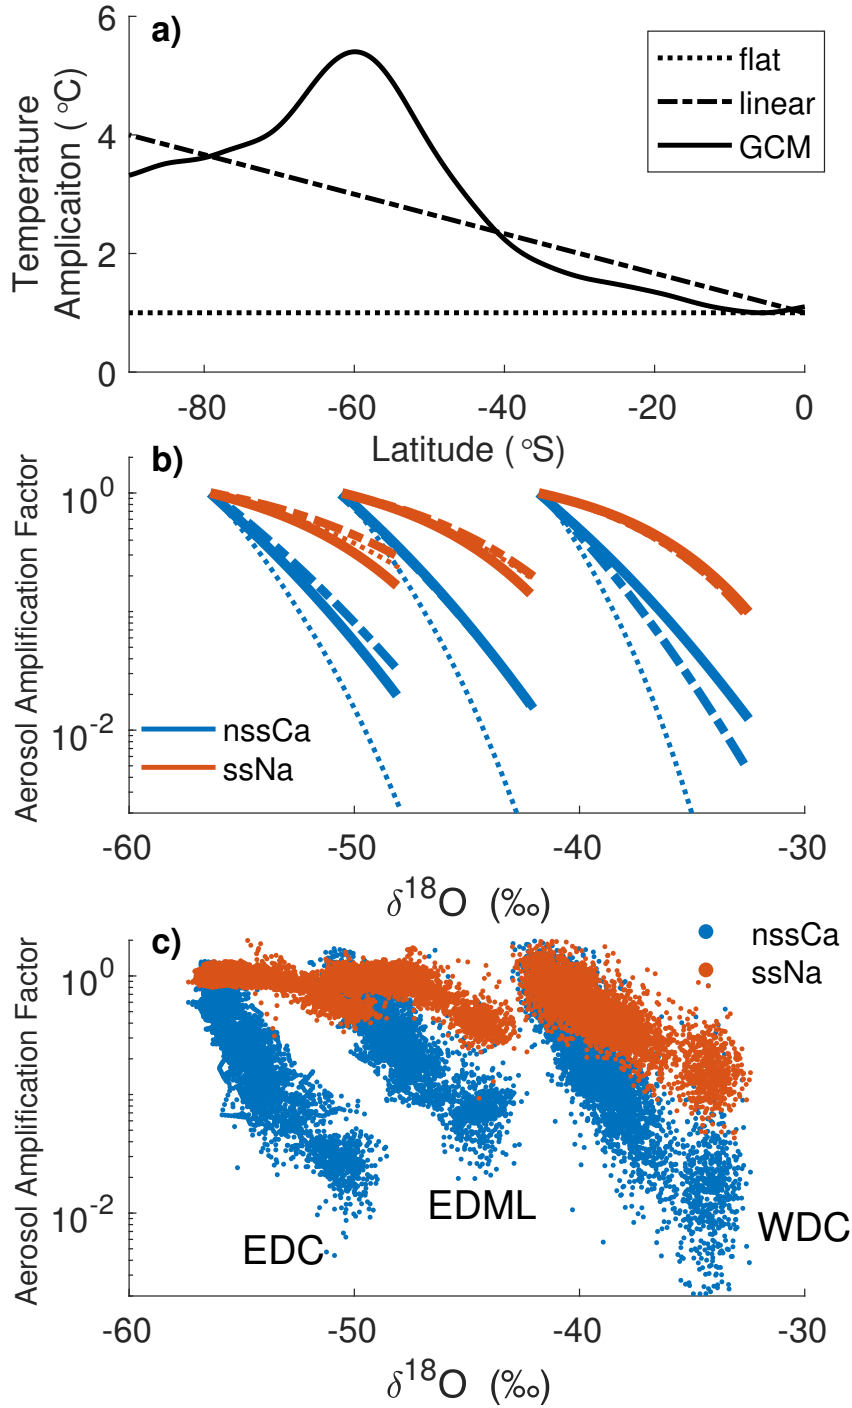 a)
6
4
2
0
Temperature
Amplicaiton (°C)
flat
linear
GCM
-80
-60
-40
-20
0
Latitude (°S)
b)
10^0
10^-2
Aerosol Amplification Factor
nssCa
ssNa
-60
-50
-40
-30
δ^18O (‰)
c)
10^0
10^-2
Aerosol Amplification Factor
nssCa
ssNa
EDC
EDML
WDC
-60
-50
-40
-30
δ^18O (‰)